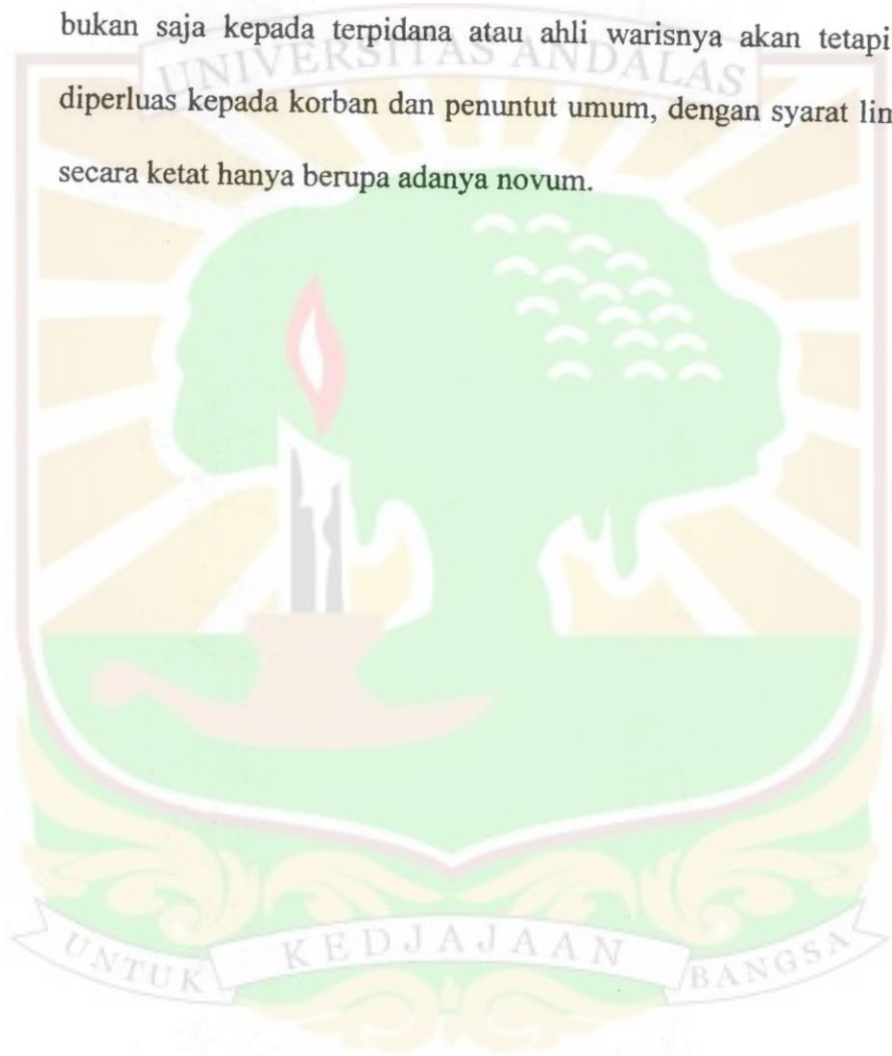 bukan saja kepada terpidana atau ahli warisnya akan tetapi
UNIVERSITAS ANDALAS
diperluas kepada korban dan penuntut umum, dengan syarat
secara ketat hanya berupa adanya novum.
UNTUK KEDJAJAAN BANGSA